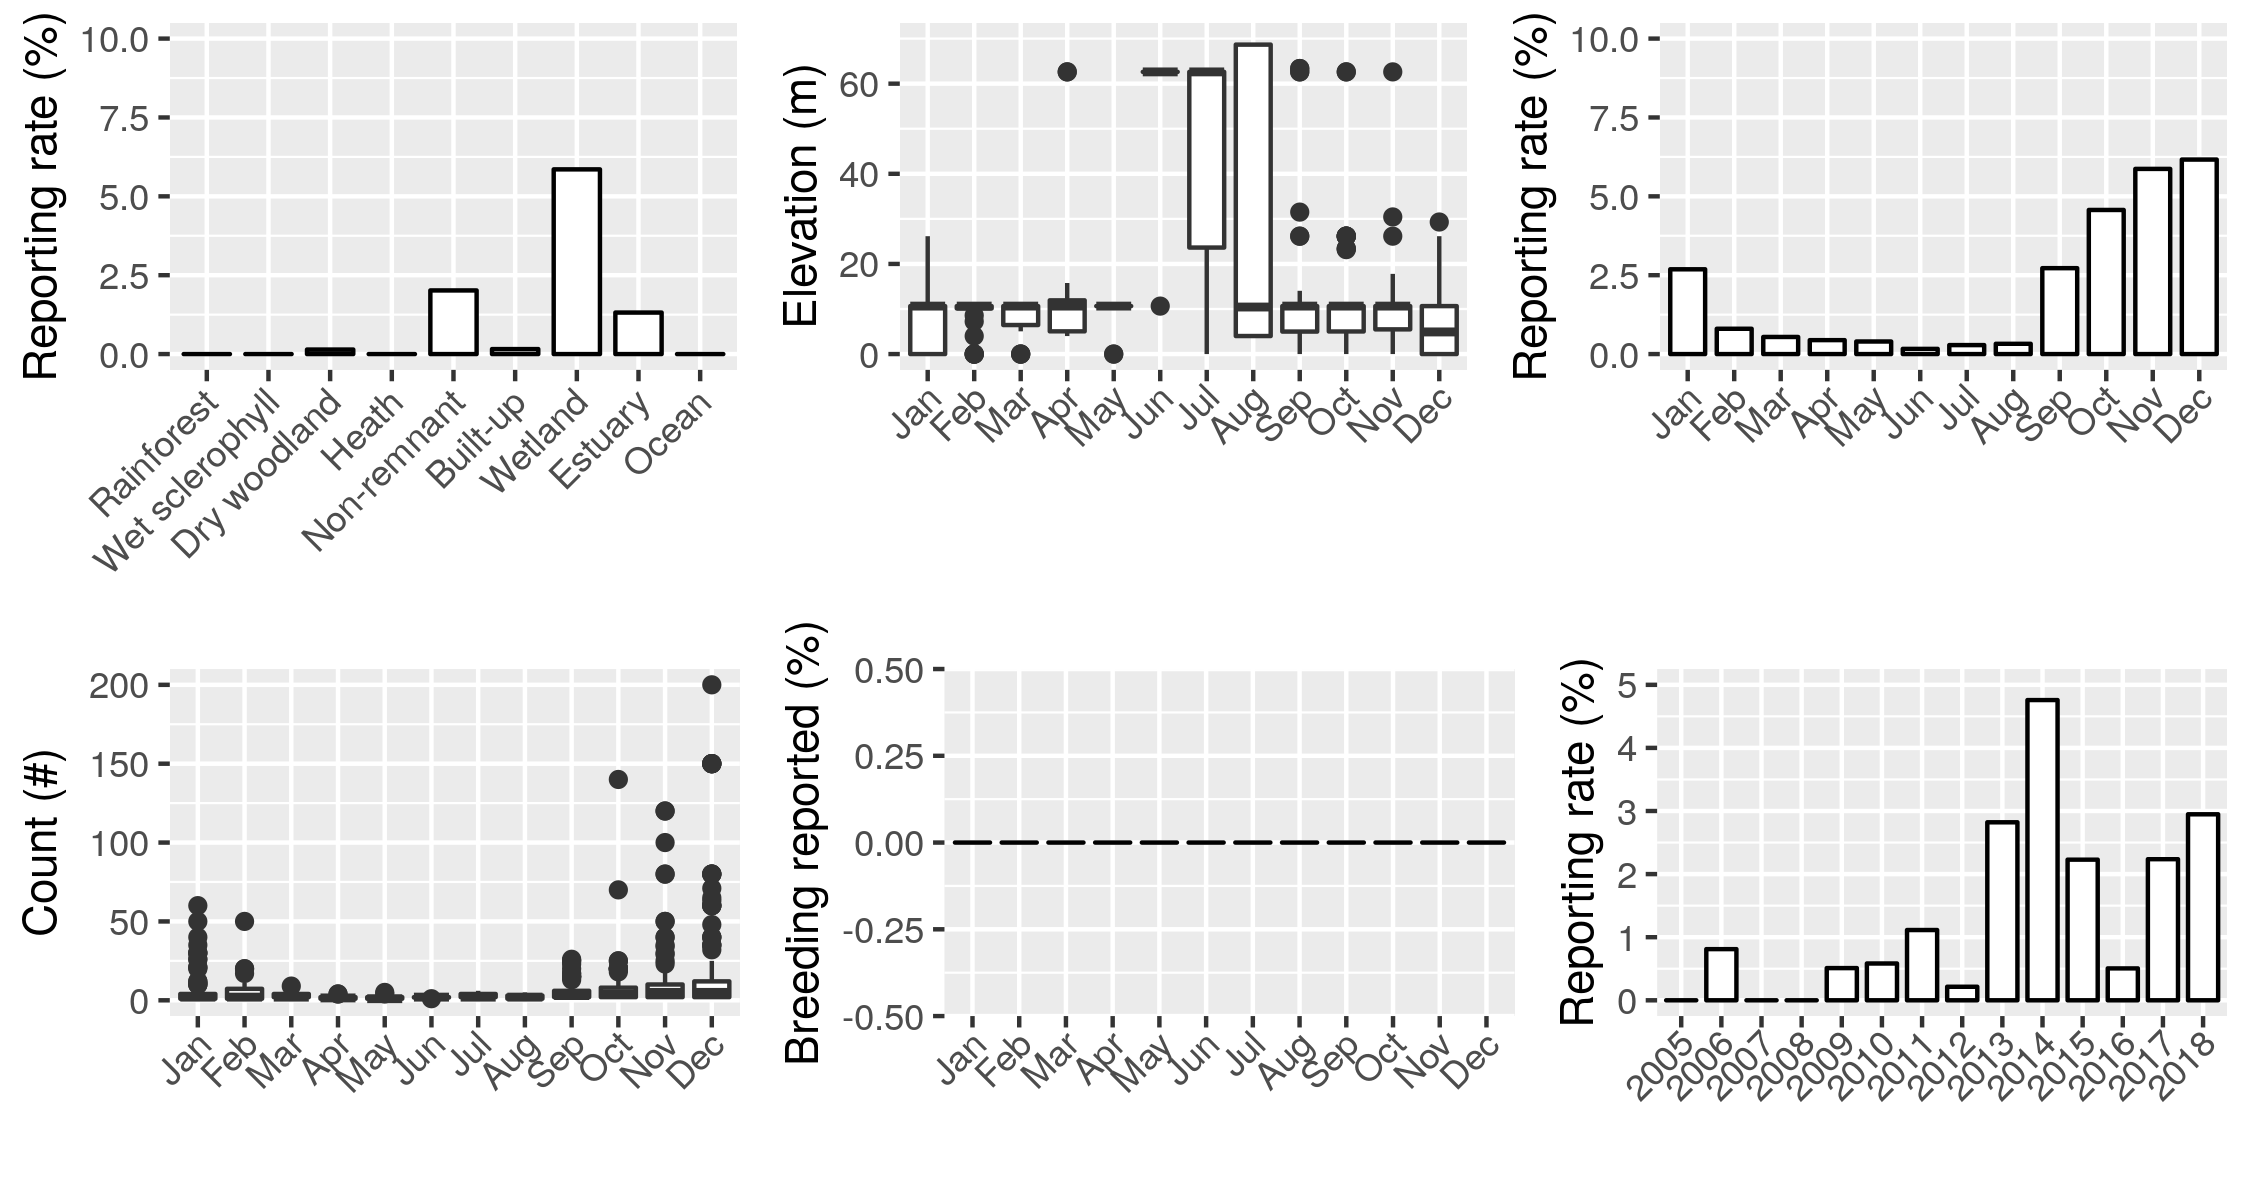 Reporting rate (%)
10.0
7.5
5.0
2.5
0.0
Rainforest
Wet sclerophyll
Dry woodland
Heath
Non-remnant
Built-up
Wetland
Estuary
Ocean
Elevation (m)
60
40
20
0
Jan
Feb
Mar
Apr
May
Jun
Jul
Aug
Sep
Oct
Nov
Dec
Reporting rate (%)
10.0
7.5
5.0
2.5
0.0
Jan
Feb
Mar
Apr
May
Jun
Jul
Aug
Sep
Oct
Nov
Dec
Count (#)
200
150
100
50
0
Jan
Feb
Mar
Apr
May
Jun
Jul
Aug
Sep
Oct
Nov
Dec
Breeding reported (%)
0.50
0.25
0.00
-0.25
-0.50
Jan
Feb
Mar
Apr
May
Jun
Jul
Aug
Sep
Oct
Nov
Dec
Reporting rate (%)
5
4
3
2
1
0
2005
2006
2007
2008
2009
2010
2011
2012
2013
2014
2015
2016
2017
2018